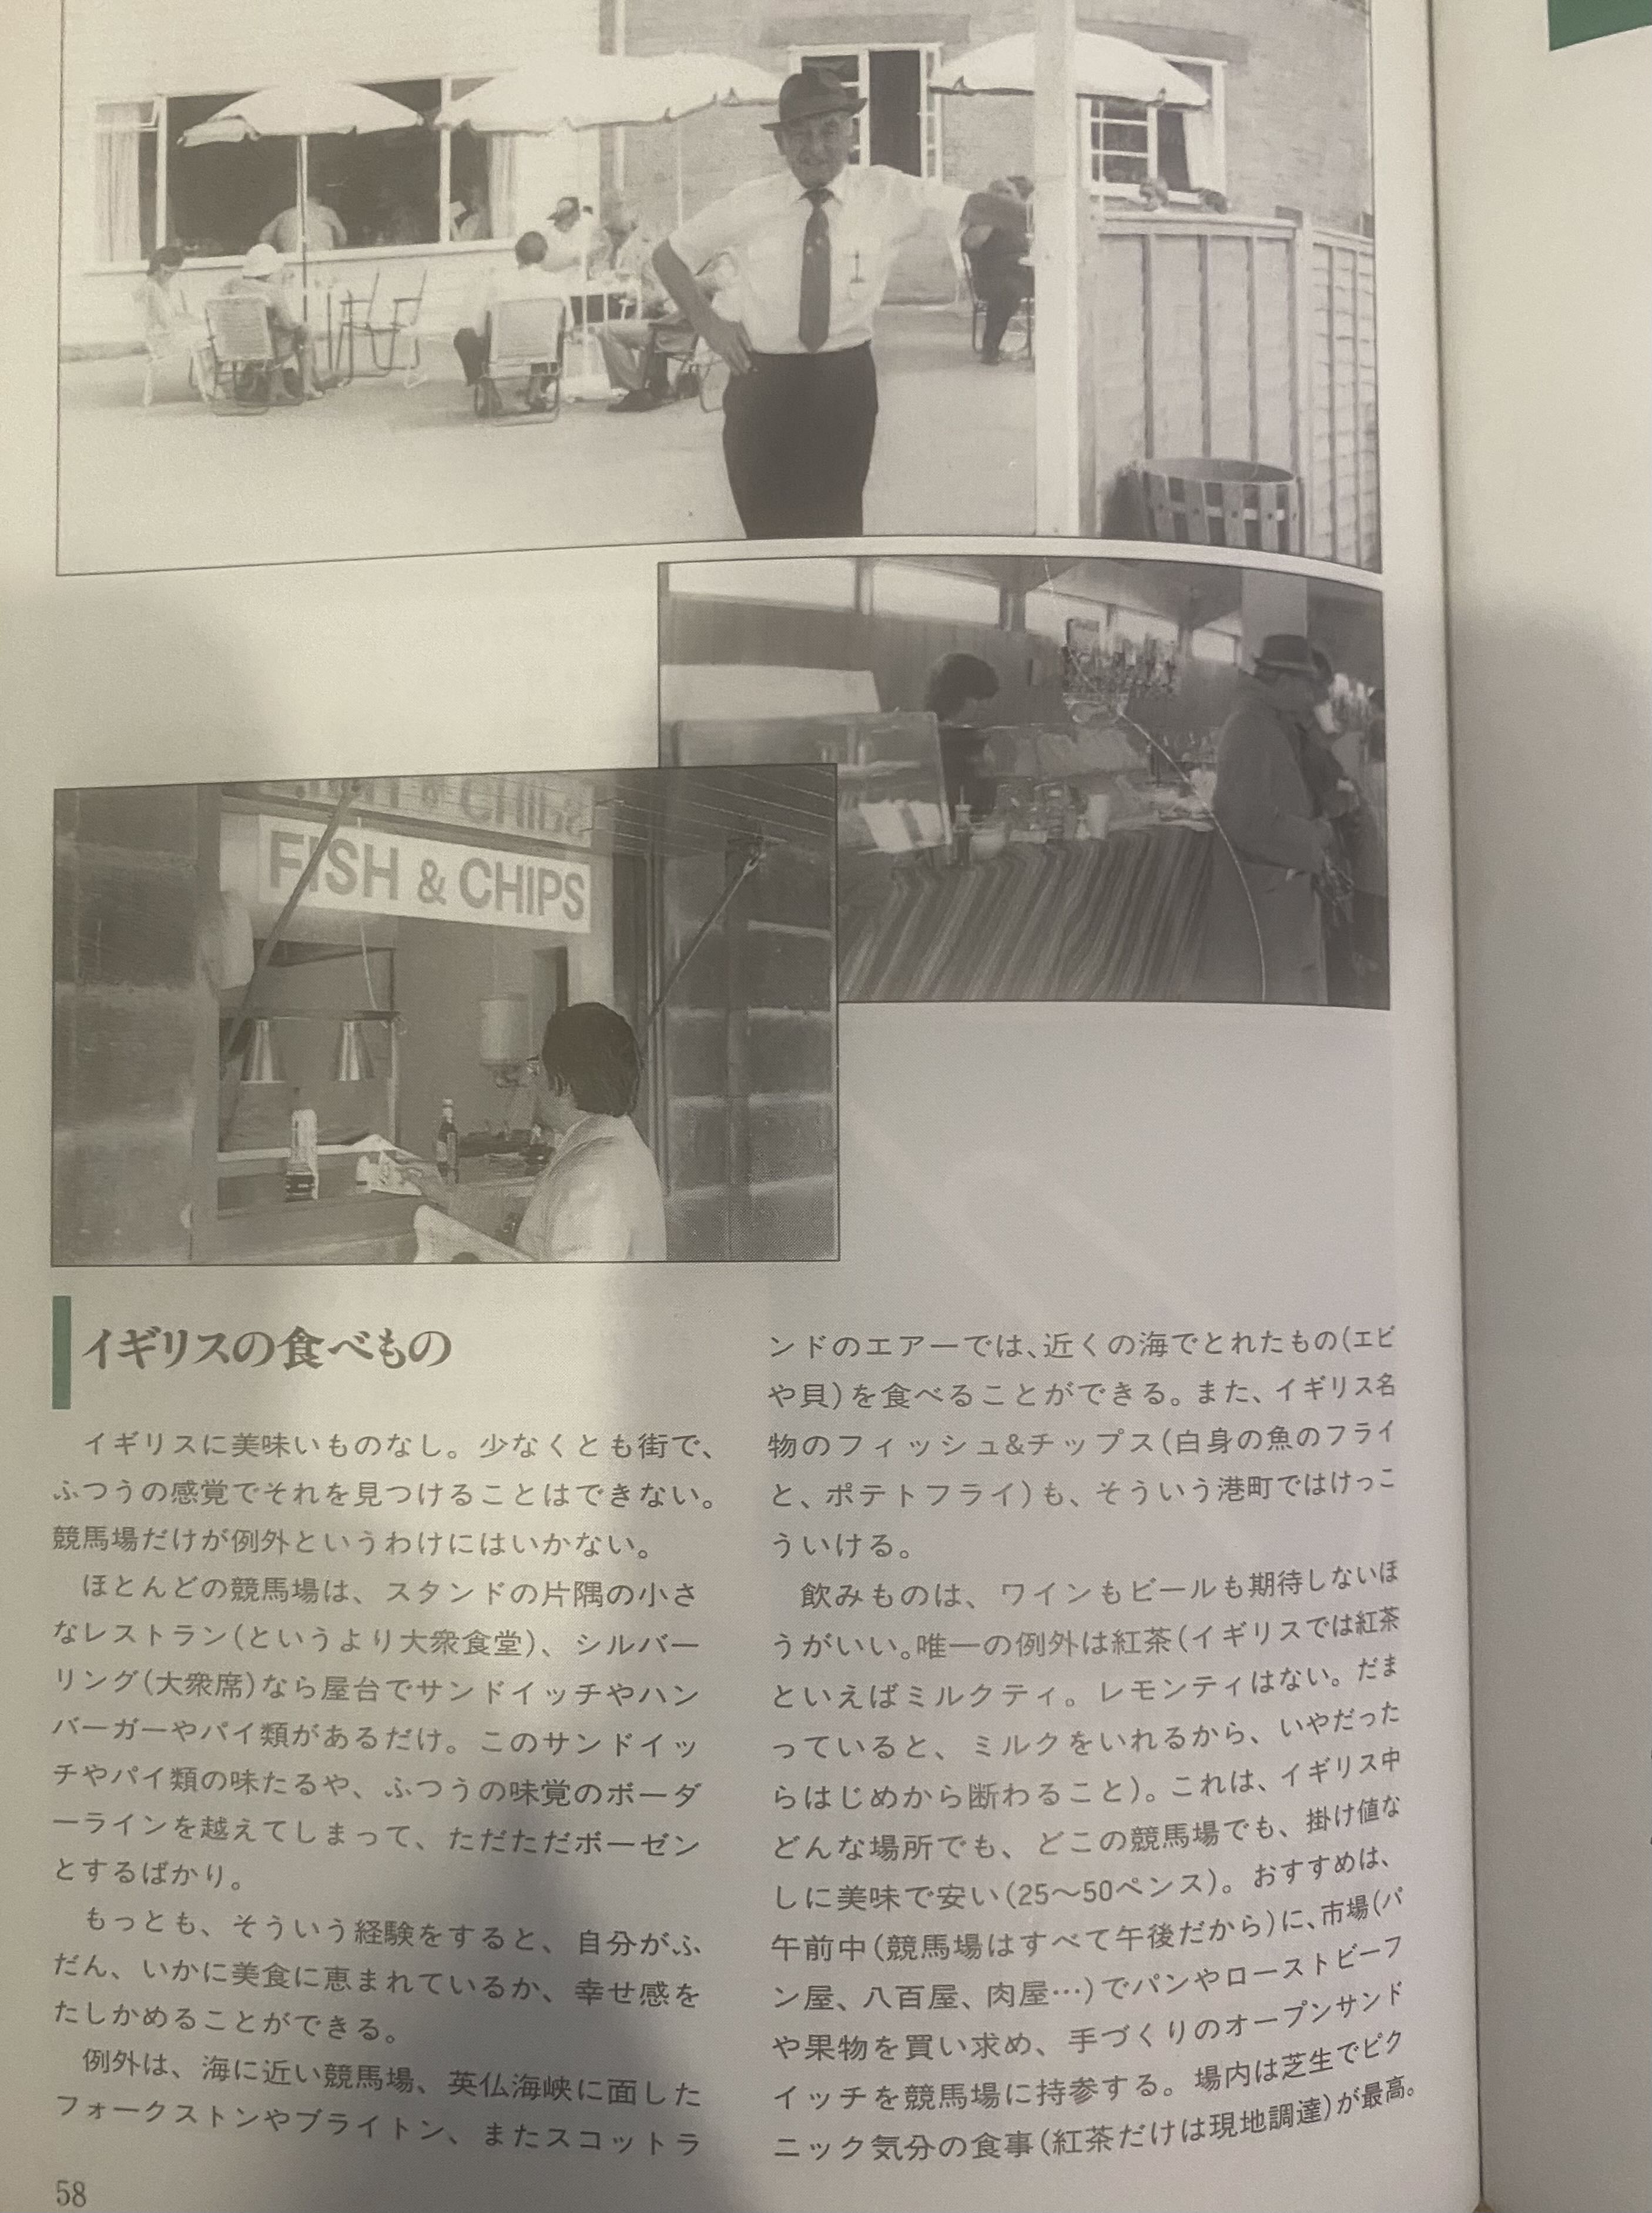 FISH & CHIPS
イギリスの食べもの
　イギリスに美味いものなし。少なくとも街で、
ふつうの感覚でそれを見つけることはできない。
競馬場だけが例外というわけにはいかない。
　ほとんどの競馬場は、スタンドの片隅の小さ
なレストラン(というより大衆食堂)、シルバー
リング(大衆席)なら屋台でサンドイッチやハン
バーガーやパイ類があるだけ。このサンドイッ
チやパイ類の味たるや、ふつうの味覚のボーダ
ーラインを越えてしまって、ただただボーゼン
とするばかり。
　もっとも、そういう経験をすると、自分がふ
だん、いかに美食に恵まれているか、幸せ感を
たしかめることができる。
　例外は、海に近い競馬場、英仏海峡に面した
フォークストンやブライトン、またスコットラ
ンドのエアーでは、近くの海でとれたもの(エビ
や貝)を食べることができる。また、イギリス名
物のフィッシュ&チップス(白身の魚のフライ
と、ポテトフライ)も、そういう港町ではけっこ
ういける。
　飲みものは、ワインもビールも期待しないほ
うがいい。唯一の例外は紅茶(イギリスでは紅茶
といえばミルクティ。レモンティはない。だま
っていると、ミルクをいれるから、いやだった
らはじめから断わること)。これは、イギリス中
どんな場所でも、どこの競馬場でも、掛け値な
しに美味で安い(25〜50ペンス)。おすすめは、
午前中(競馬場はすべて午後だから)に、市場(パ
ン屋、八百屋、肉屋…)でパンやローストビーフ
や果物を買い求め、手づくりのオープンサンド
イッチを競馬場に持参する。場内は芝生でピク
ニック気分の食事(紅茶だけは現地調達)が最高。
58